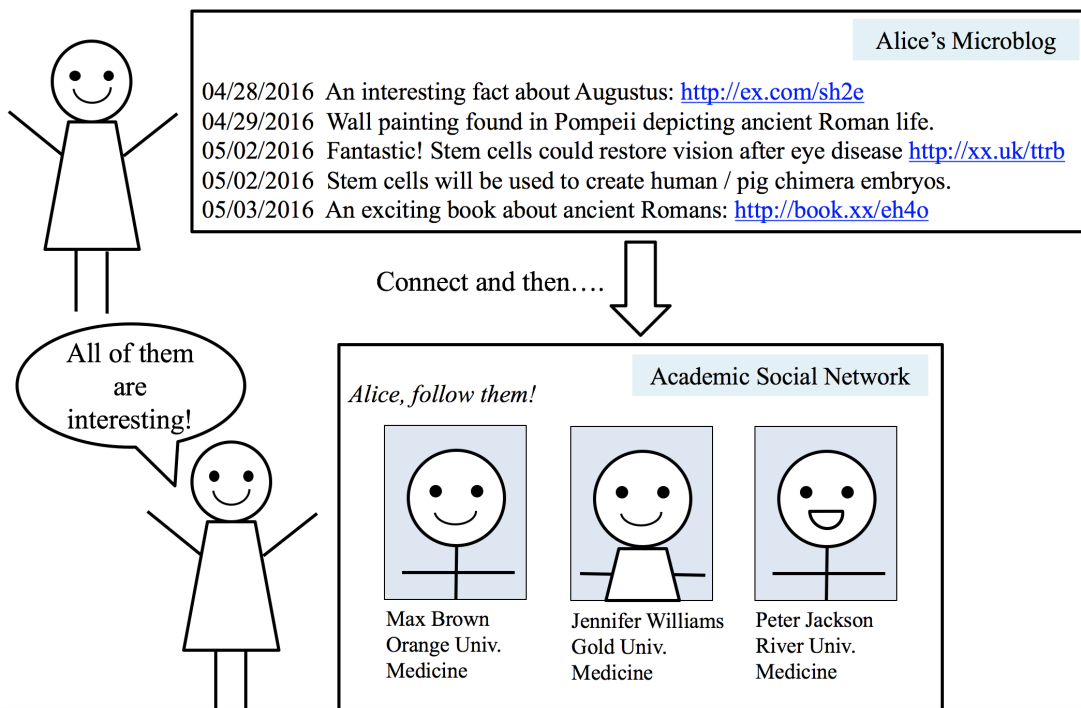 Alice's Microblog
04/28/2016 An interesting fact about Augustus: http://ex.com/sh2e
04/29/2016 Wall painting found in Pompeii depicting ancient Roman life.
05/02/2016 Fantastic! Stem cells could restore vision after eye disease http://xx.uk/ttrb
05/02/2016 Stem cells will be used to create human / pig chimera embryos.
05/03/2016 An exciting book about ancient Romans: http://book.xx/eh4o
Connect and then….
All of them
are
interesting!
Academic Social Network
Alice, follow them!
Max Brown
Orange Univ.
Medicine
Jennifer Williams
Gold Univ.
Medicine
Peter Jackson
River Univ.
Medicine